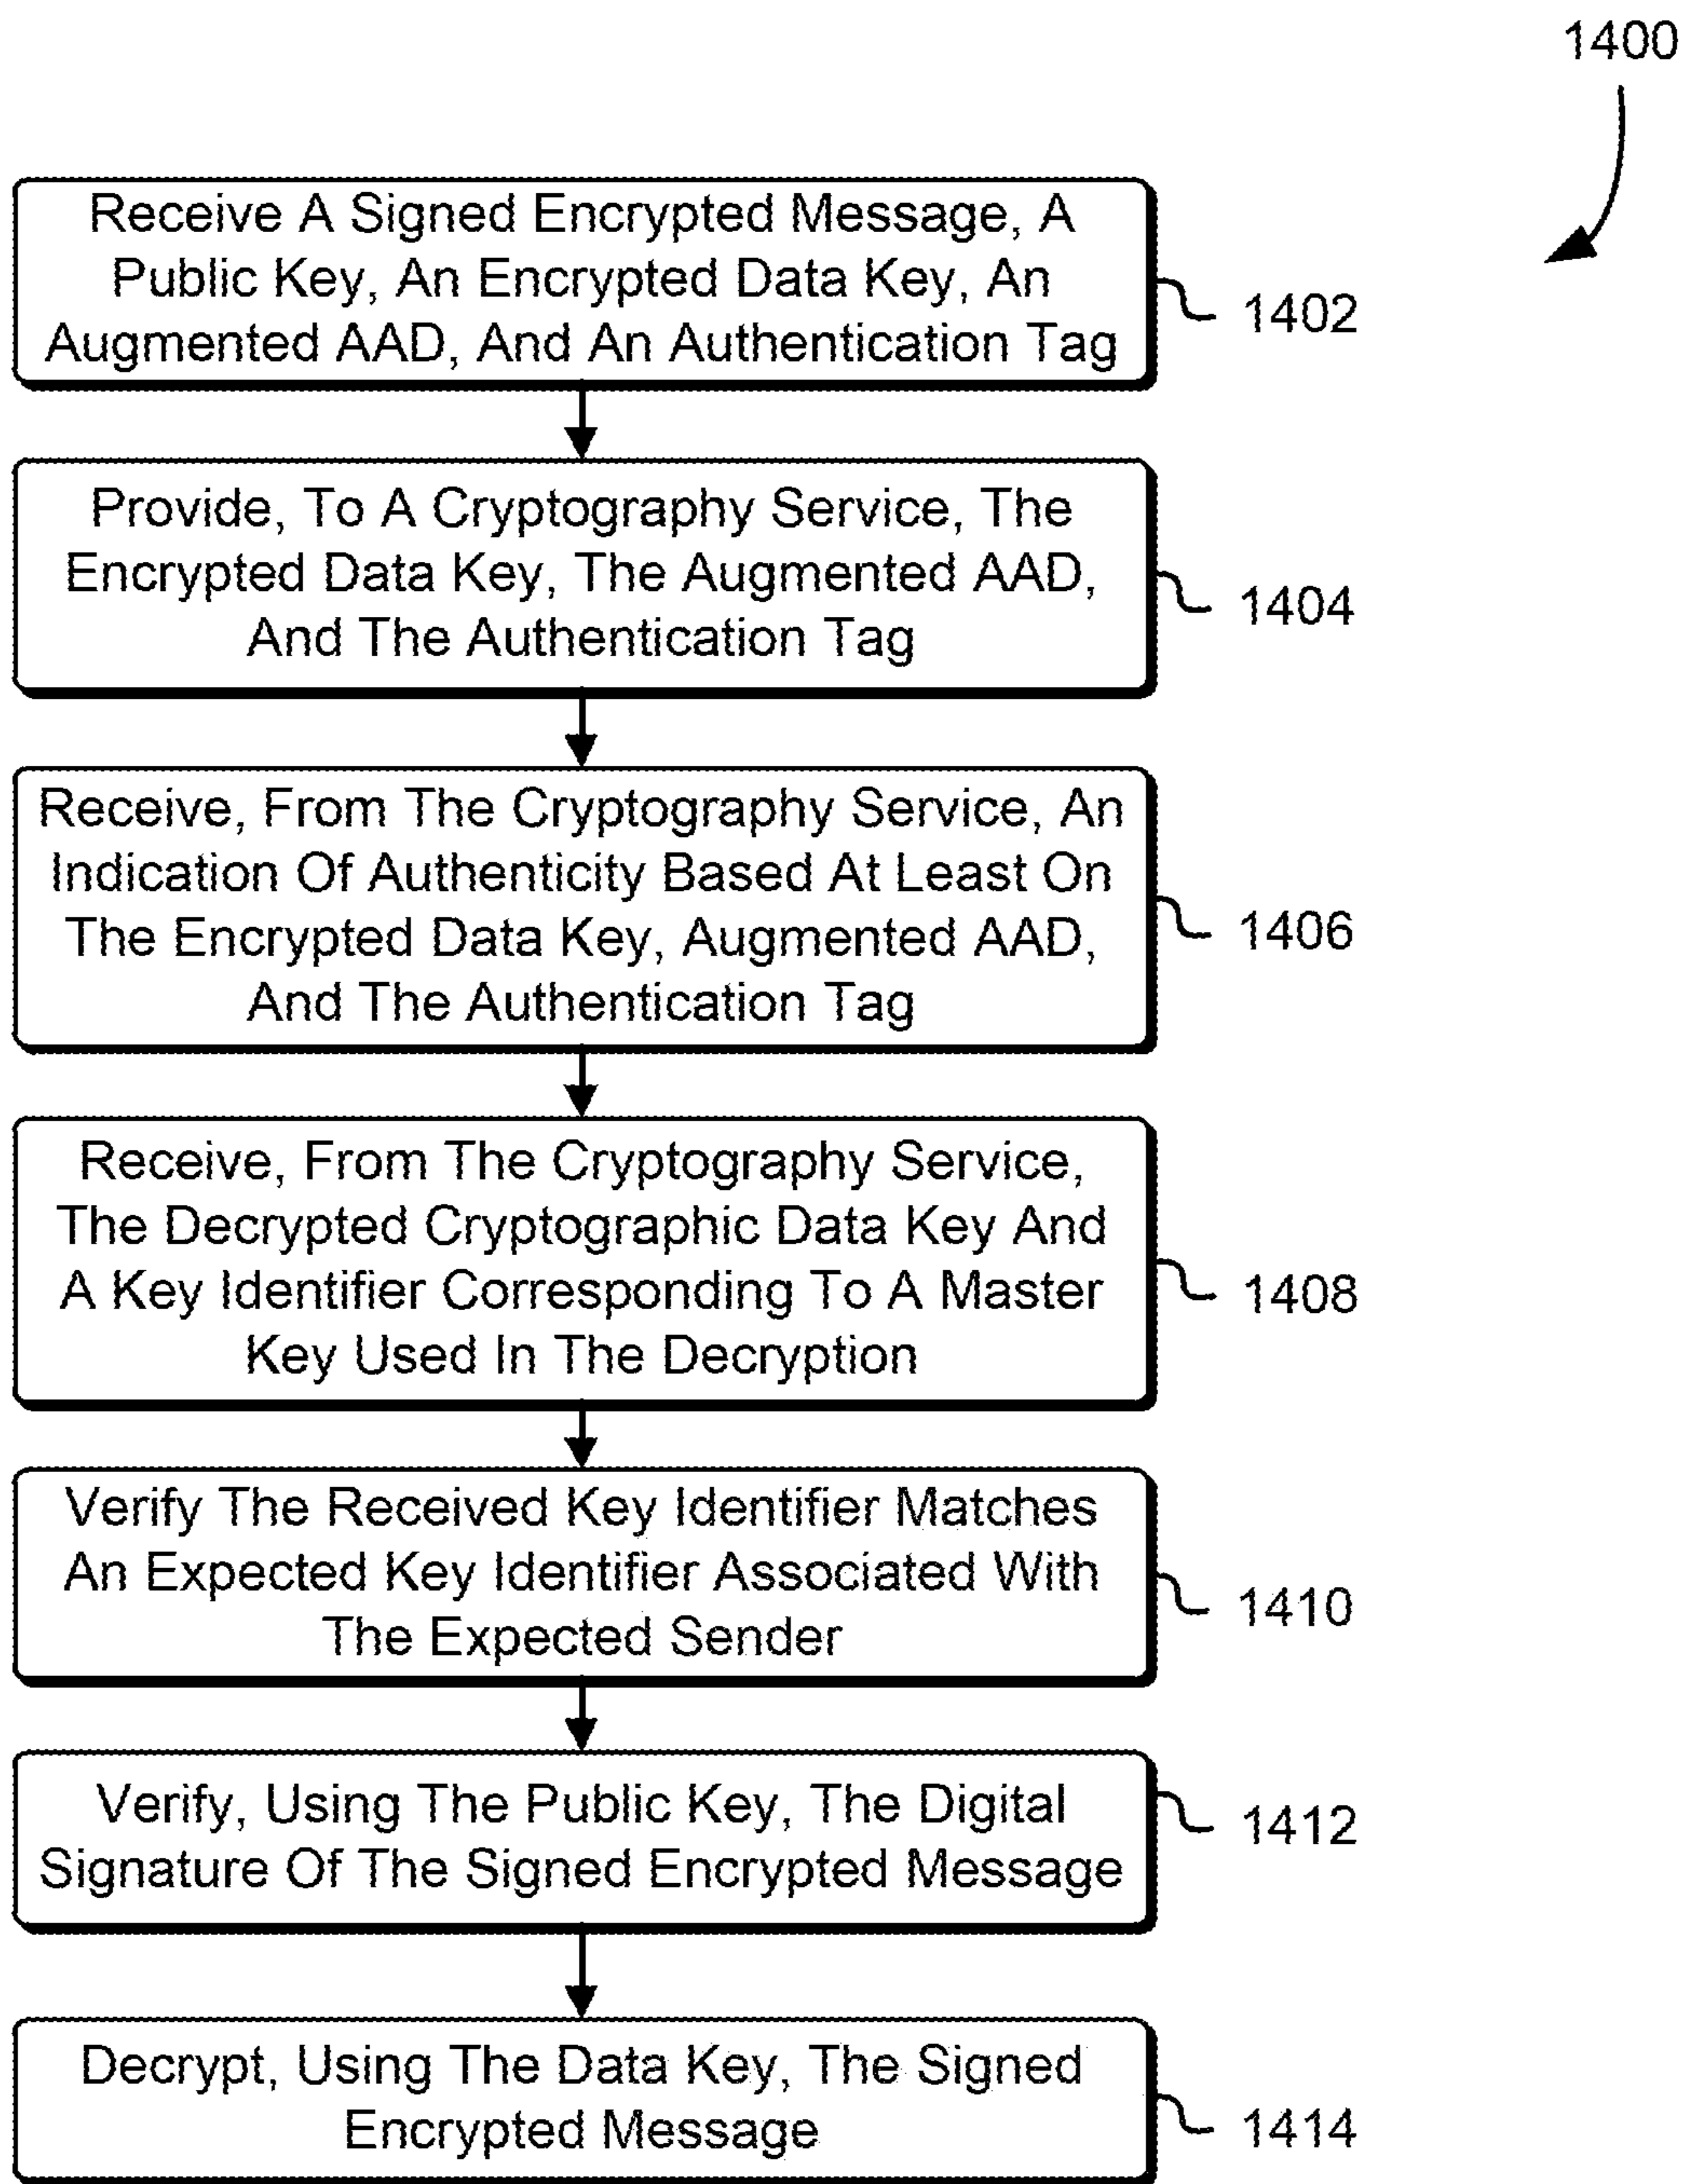 1400
Receive A Signed Encrypted Message, A
Public Key, An Encrypted Data Key, An
Augmented AAD, And An Authentication Tag
1402
Provide, To A Cryptography Service, The
Encrypted Data Key, The Augmented AAD,
And The Authentication Tag
1404
Receive, From The Cryptography Service, An
Indication Of Authenticity Based At Least On
The Encrypted Data Key, Augmented AAD,
And The Authentication Tag
1406
Receive, From The Cryptography Service,
The Decrypted Cryptographic Data Key And
A Key Identifier Corresponding To A Master
Key Used In The Decryption
1408
Verify The Received Key Identifier Matches
An Expected Key Identifier Associated With
The Expected Sender
1410
Verify, Using The Public Key, The Digital
Signature Of The Signed Encrypted Message
1412
Decrypt, Using The Data Key, The Signed
Encrypted Message
1414